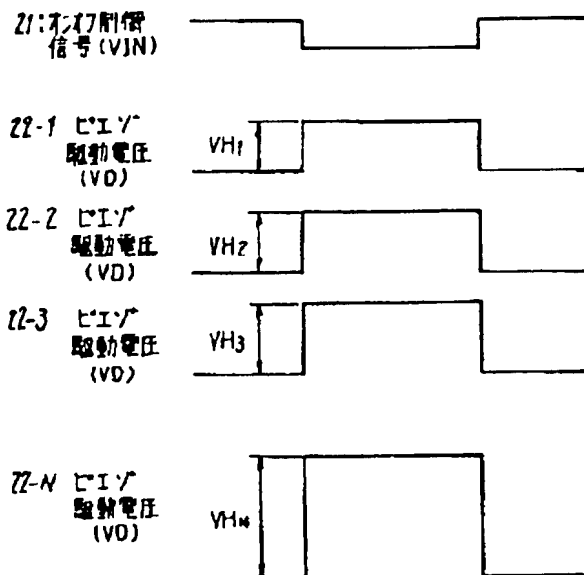 21:オンオフ制御
信号(VIN)
22-1 ピエゾ
駆動電圧
(VD)
VH1
22-2 ピエゾ
駆動電圧
(VD)
VH2
22-3 ピエゾ
駆動電圧
(VD)
VH3
22-N ピエゾ
駆動電圧
(VD)
VHN